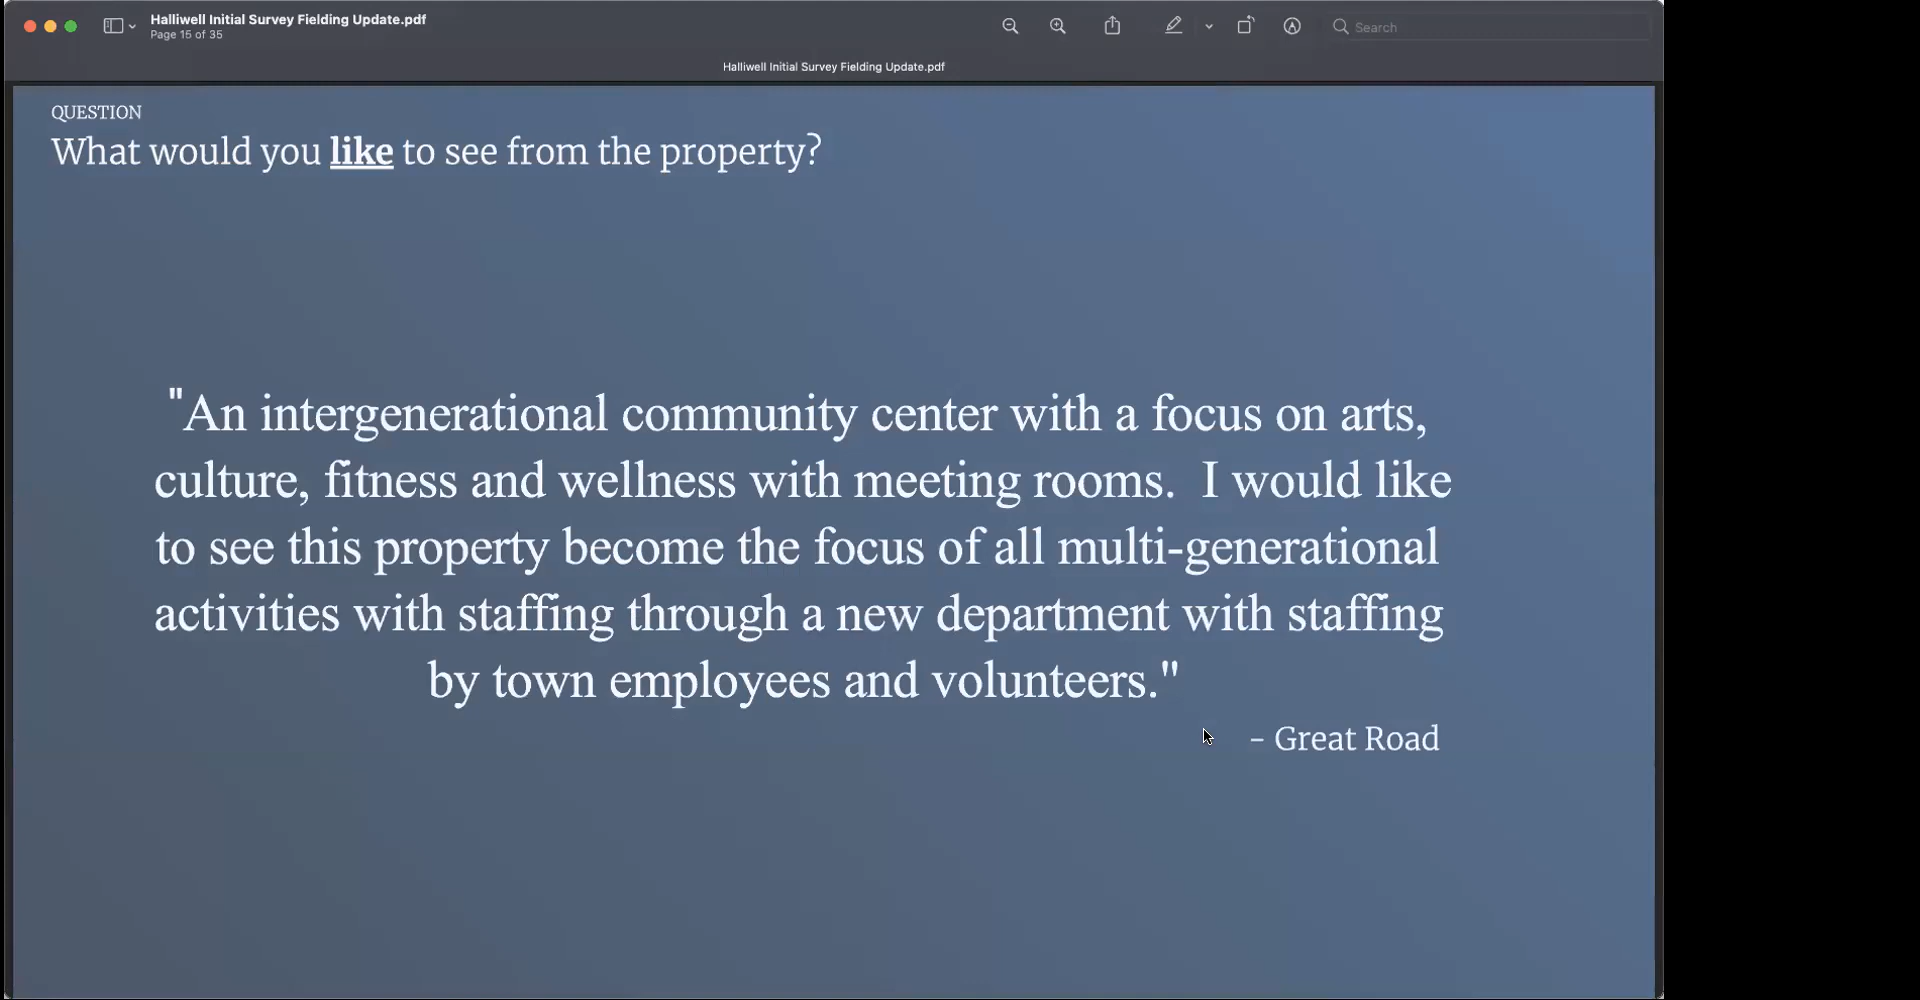 Halliwell Initial Survey Fielding Update.pdf
Page 15 of 35
Search
Halliwell Initial Survey Fielding Update.pdf
QUESTION
What would you like to see from the property?
"An intergenerational community center with a focus on arts,
culture, fitness and wellness with meeting rooms.  I would like
to see this property become the focus of all multi-generational
activities with staffing through a new department with staffing
by town employees and volunteers."
– Great Road